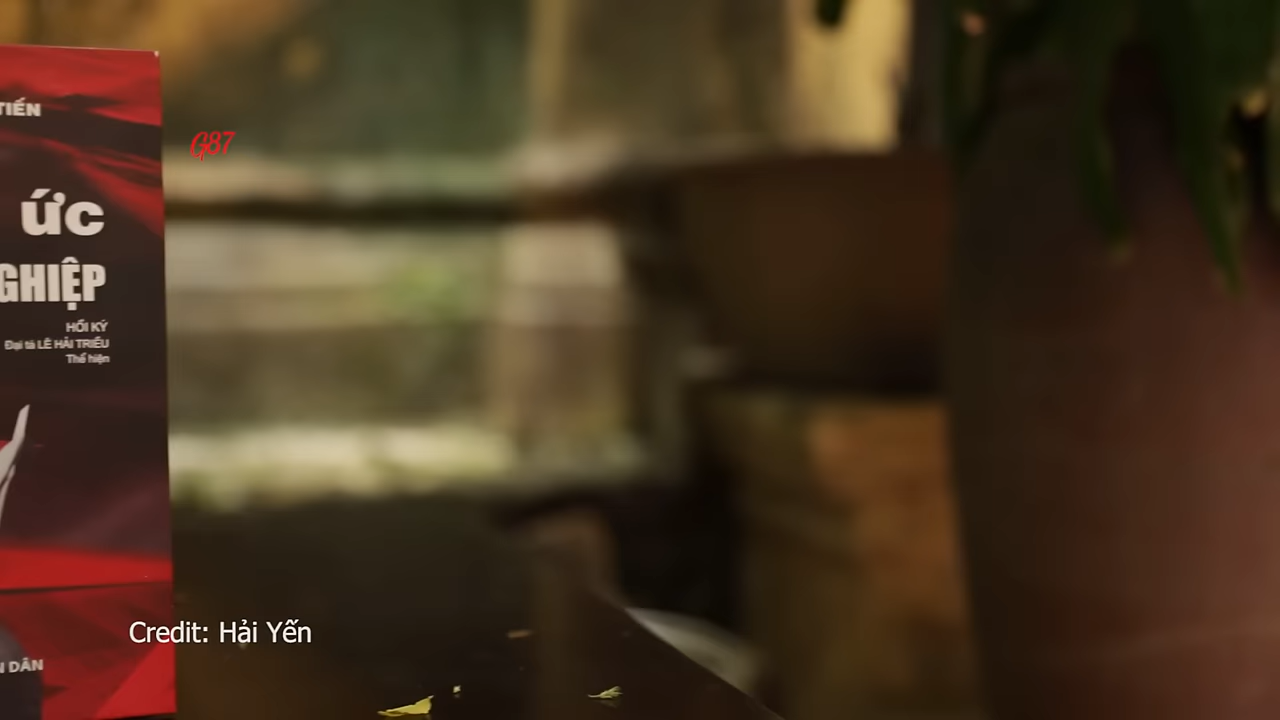 TIẾN
G87
ức
GHIỆP
HỒI KÝ
Đại tá LÊ HẢI TRIỀU
Thể hiện
Credit: Hải Yến
I DÂN